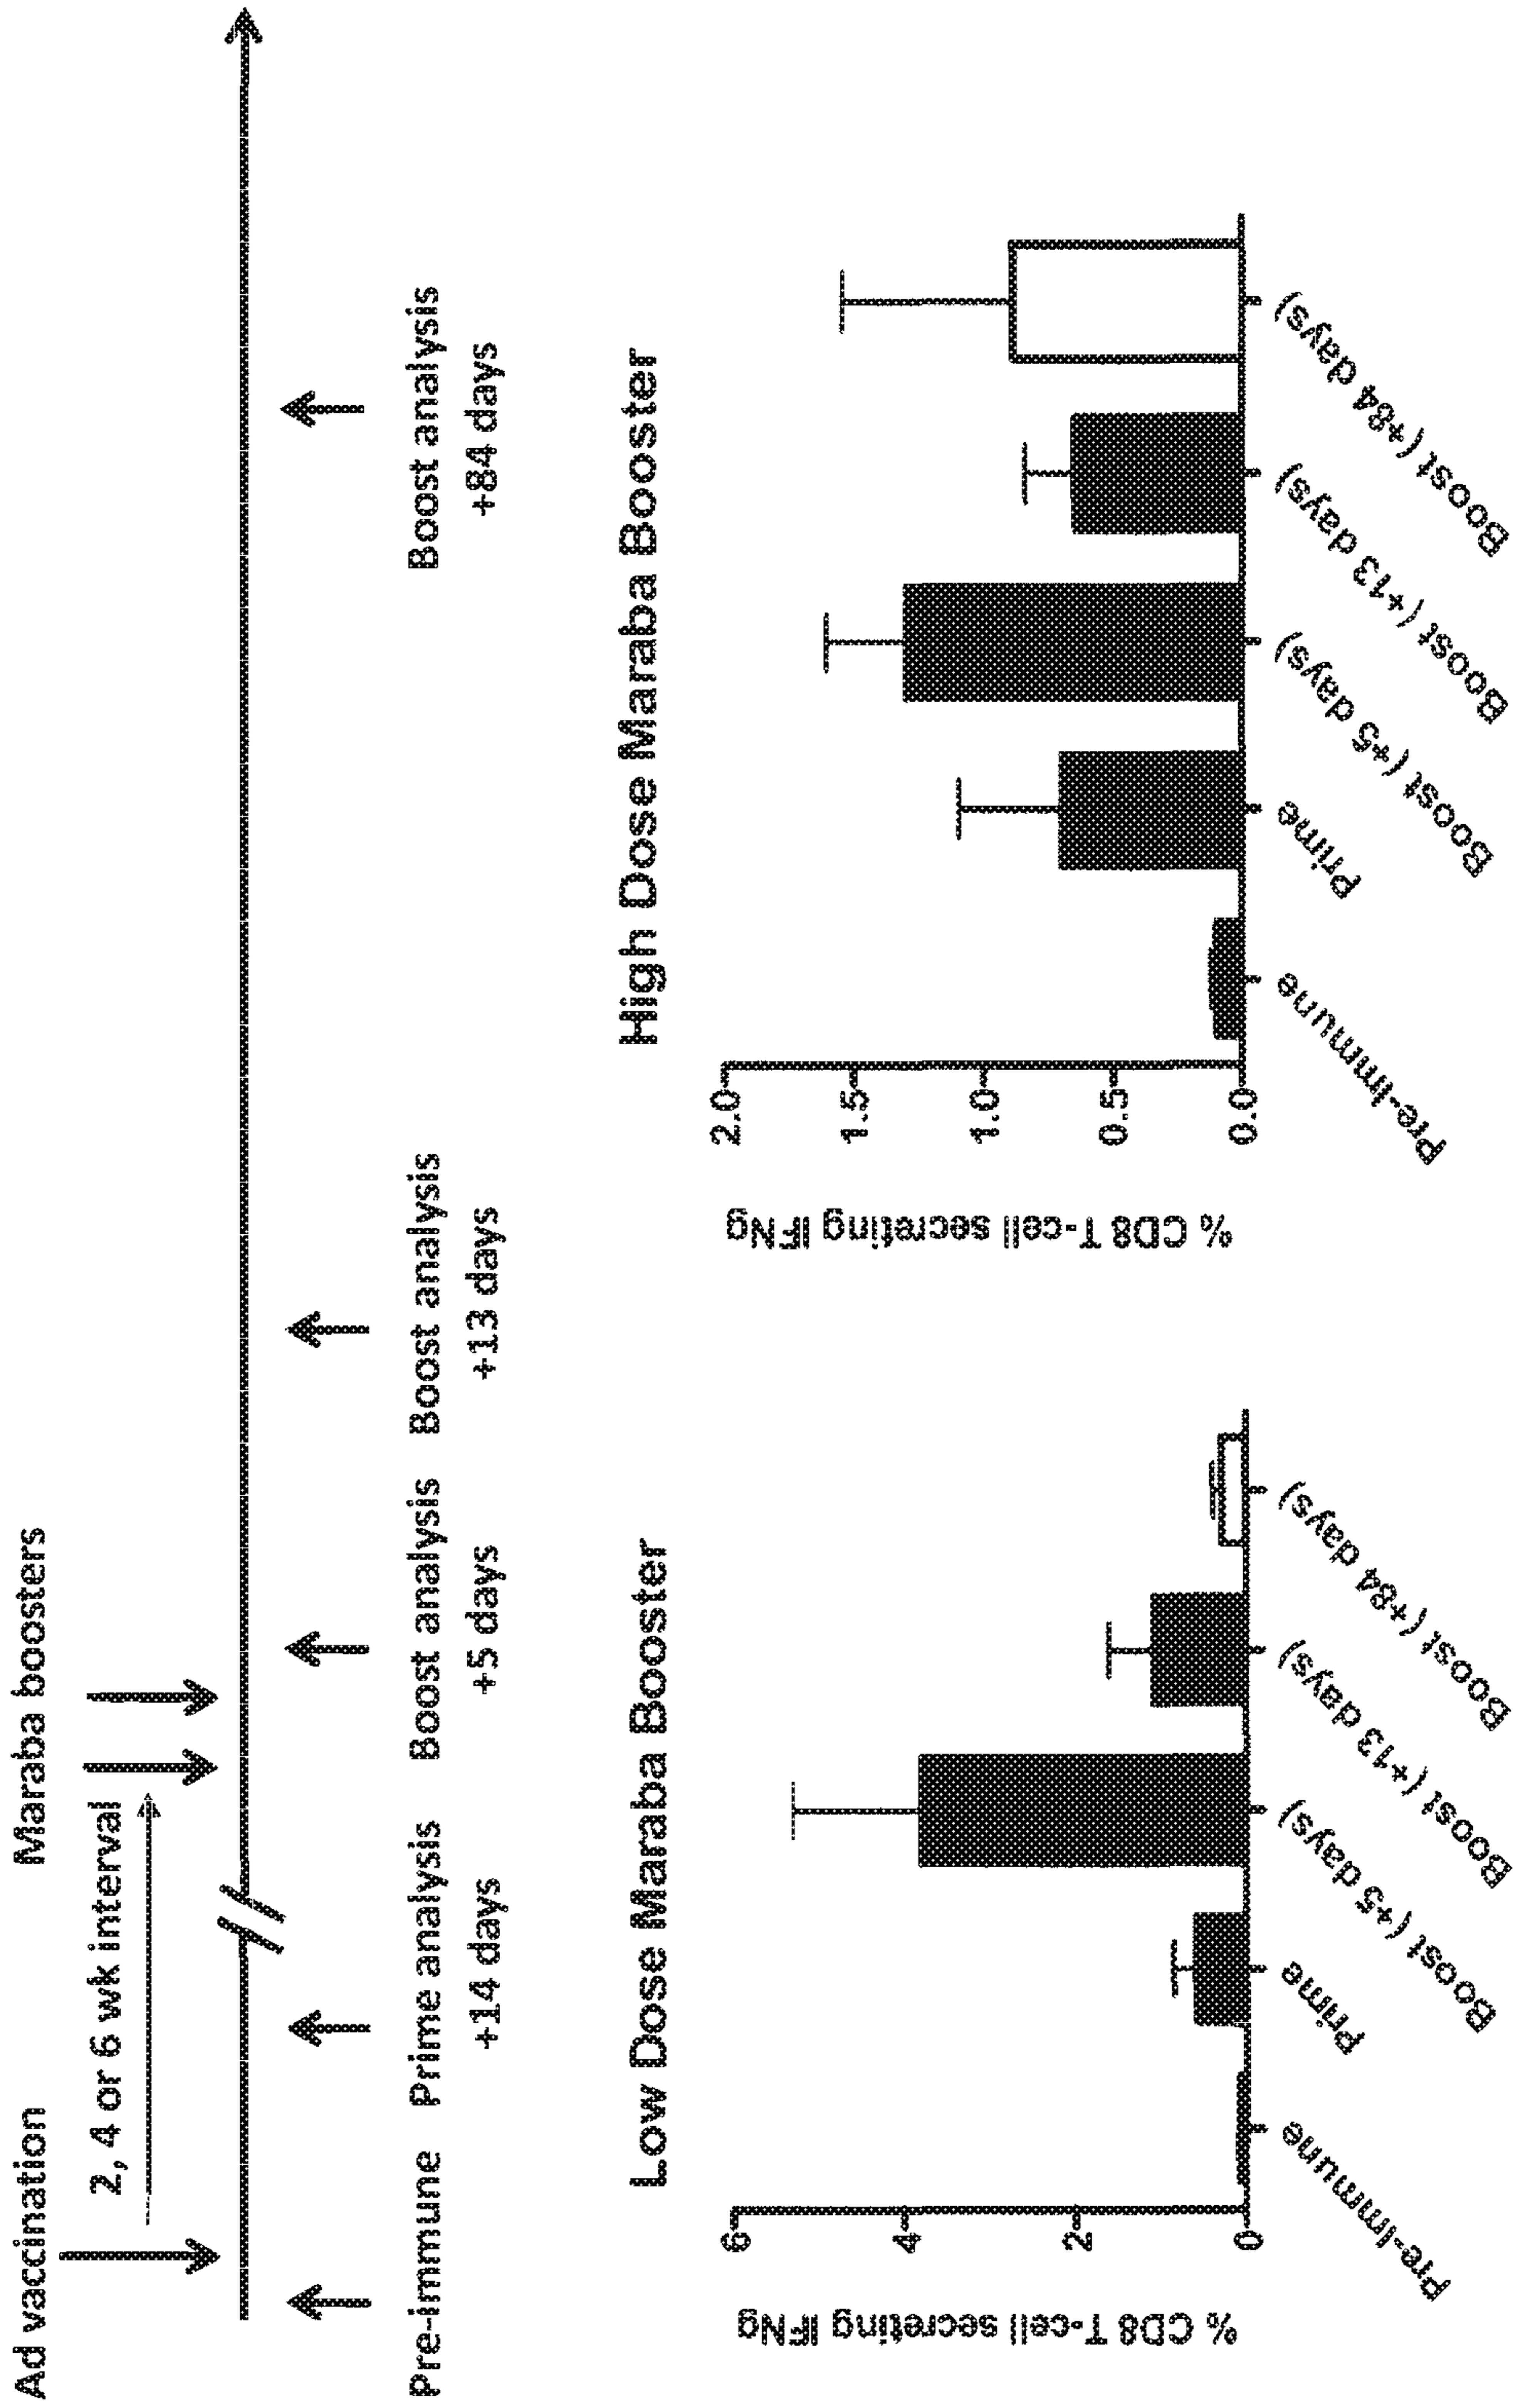 Ad vaccination
Maraba boosters
2, 4 or 6 wk interval
Pre-immune
Prime analysis
+14 days
Boost analysis
+5 days
Boost analysis
+13 days
Boost analysis
+84 days
Low Dose Maraba Booster
% CD8 T-cell secreting IFNg
6
4
2
0
Pre-Immune
Prime
Boost (+5 days)
Boost (+13 days)
Boost (+84 days)
High Dose Maraba Booster
% CD8 T-cell secreting IFNg
2.0
1.5
1.0
0.5
0.0
Pre-Immune
Prime
Boost (+5 days)
Boost (+13 days)
Boost (+84 days)